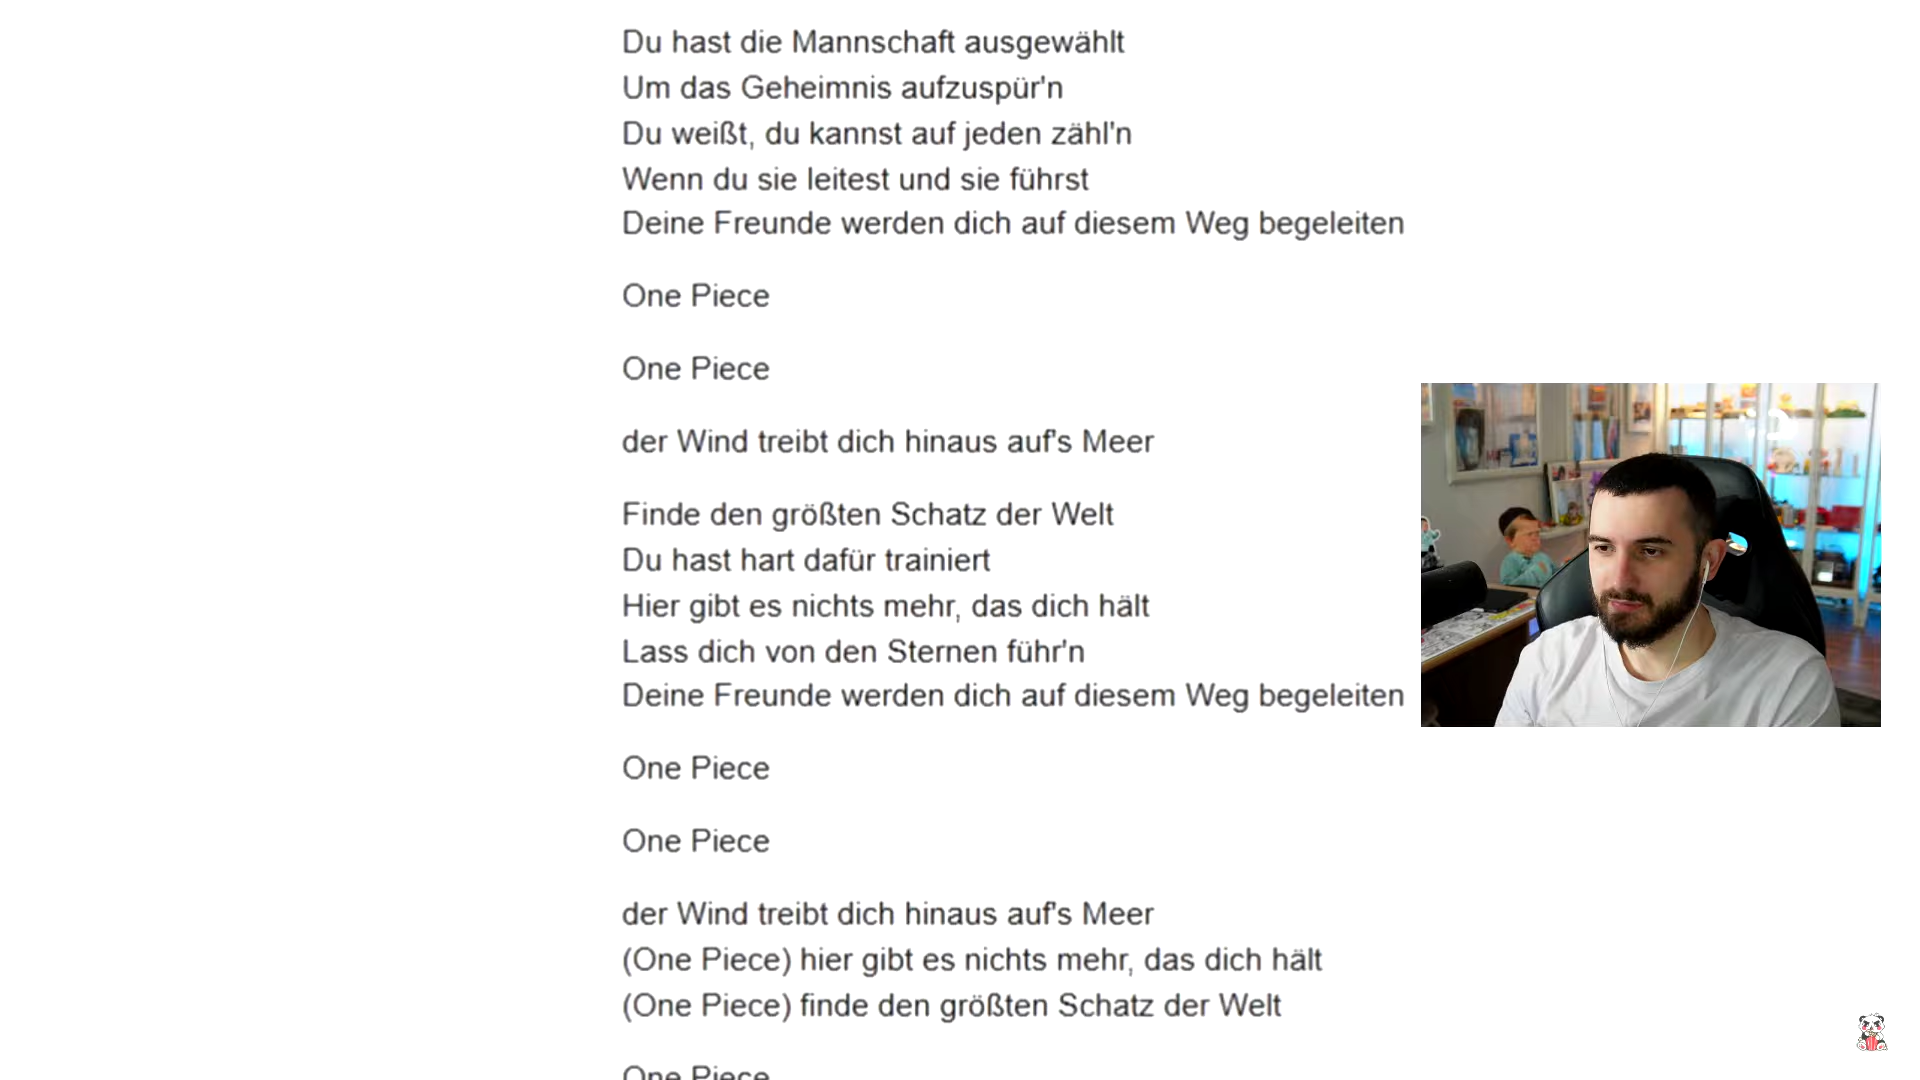 Du hast die Mannschaft ausgewählt
Um das Geheimnis aufzuspür'n
Du weißt, du kannst auf jeden zähl'n
Wenn du sie leitest und sie führst
Deine Freunde werden dich auf diesem Weg begeleiten
One Piece
One Piece
der Wind treibt dich hinaus auf's Meer
Finde den größten Schatz der Welt
Du hast hart dafür trainiert
Hier gibt es nichts mehr, das dich hält
Lass dich von den Sternen führ'n
Deine Freunde werden dich auf diesem Weg begeleiten
One Piece
One Piece
der Wind treibt dich hinaus auf's Meer
(One Piece) hier gibt es nichts mehr, das dich hält
(One Piece) finde den größten Schatz der Welt
One Piece